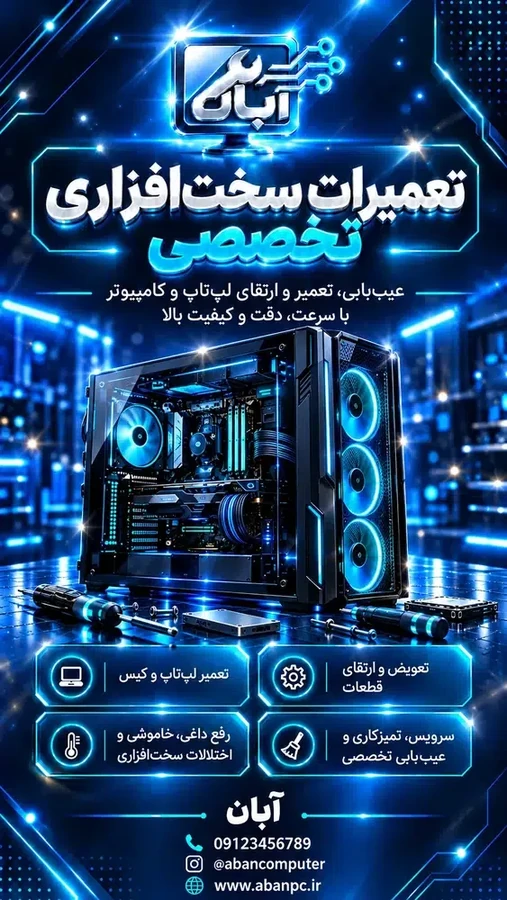 آبان
تعمیرات سخت‌افزاری
تخصصی
عیب‌یابی، تعمیر و ارتقای لپ‌تاپ و کامپیوتر
با سرعت، دقت و کیفیت بالا
تعویض و ارتقای
قطعات
تعمیر لپ‌تاپ و کیس
سرویس، تمیزکاری و
عیب‌یابی تخصصی
رفع داغی، خاموشی و
اختلالات سخت‌افزاری
آبان
09123456789
@abancomputer
www.abanpc.ir